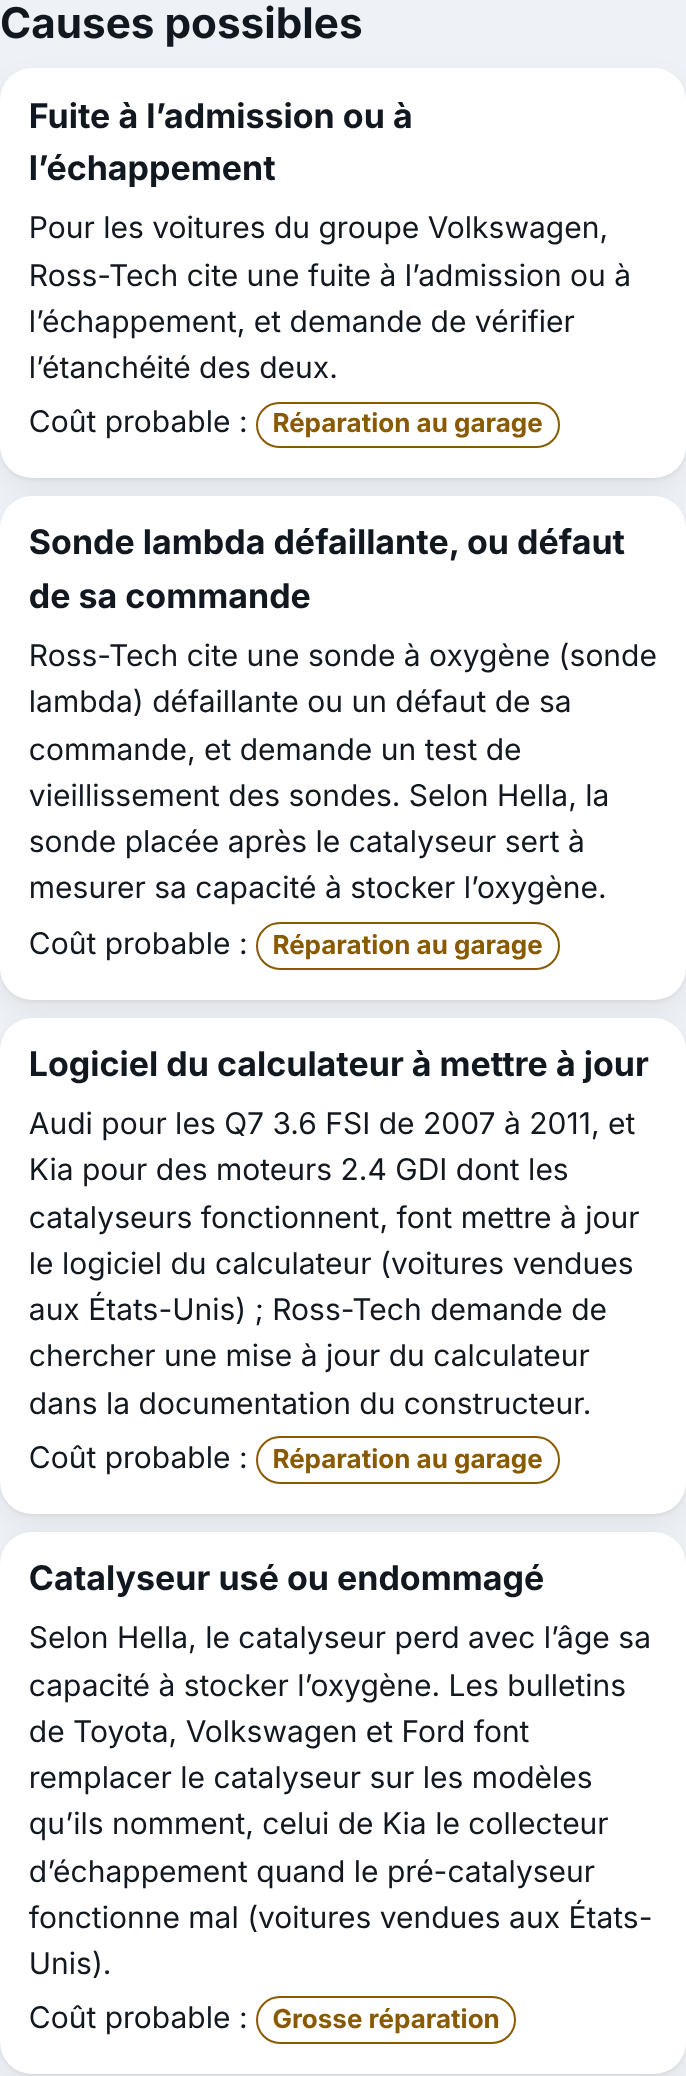 Causes possibles
Fuite à l’admission ou à
l’échappement
Pour les voitures du groupe Volkswagen,
Ross-Tech cite une fuite à l’admission ou à
l’échappement, et demande de vérifier
l’étanchéité des deux.
Coût probable : Réparation au garage
Sonde lambda défaillante, ou défaut
de sa commande
Ross-Tech cite une sonde à oxygène (sonde
lambda) défaillante ou un défaut de sa
commande, et demande un test de
vieillissement des sondes. Selon Hella, la
sonde placée après le catalyseur sert à
mesurer sa capacité à stocker l’oxygène.
Coût probable : Réparation au garage
Logiciel du calculateur à mettre à jour
Audi pour les Q7 3.6 FSI de 2007 à 2011, et
Kia pour des moteurs 2.4 GDI dont les
catalyseurs fonctionnent, font mettre à jour
le logiciel du calculateur (voitures vendues
aux États-Unis) ; Ross-Tech demande de
chercher une mise à jour du calculateur
dans la documentation du constructeur.
Coût probable : Réparation au garage
Catalyseur usé ou endommagé
Selon Hella, le catalyseur perd avec l’âge sa
capacité à stocker l’oxygène. Les bulletins
de Toyota, Volkswagen et Ford font
remplacer le catalyseur sur les modèles
qu’ils nomment, celui de Kia le collecteur
d’échappement quand le pré-catalyseur
fonctionne mal (voitures vendues aux États-
Unis).
Coût probable : Grosse réparation